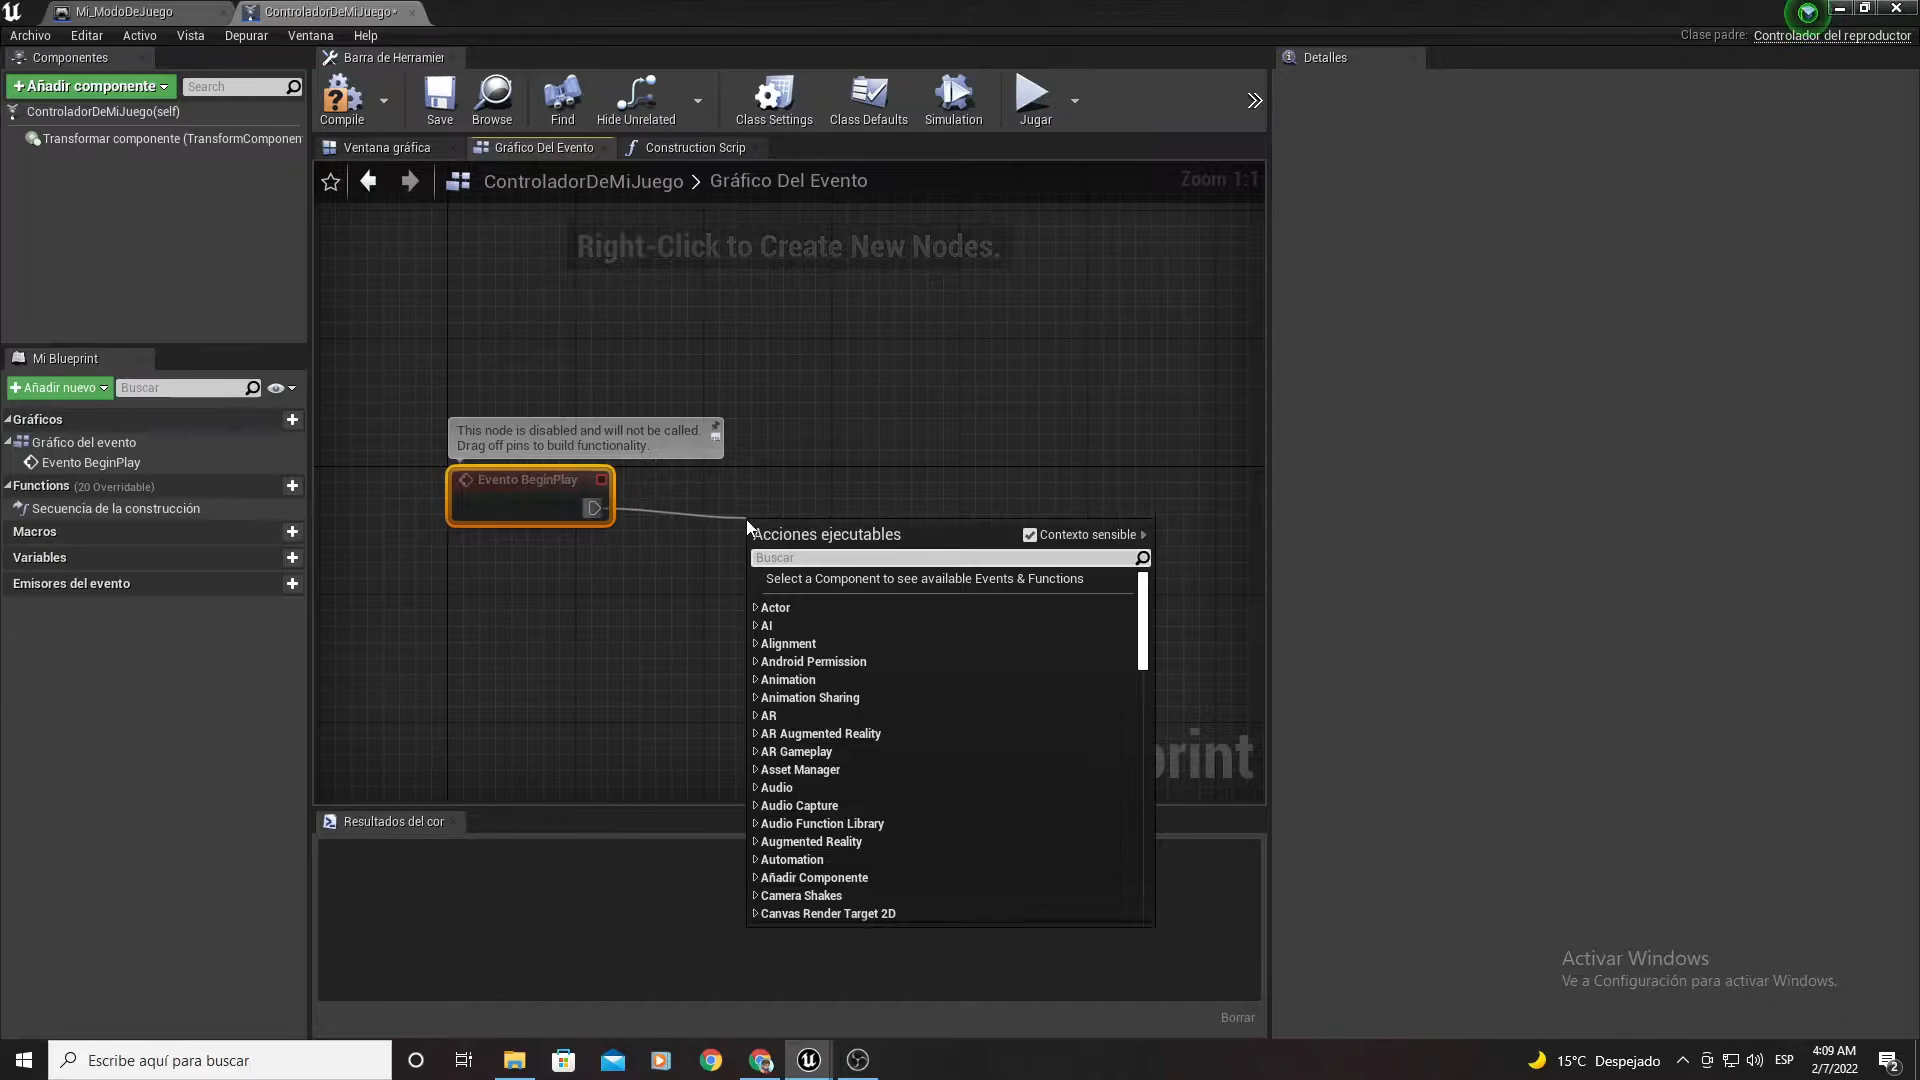 Mi_ModoDeJuego
ControladorDeMiJuego*
Archivo Editar Activo Vista Depurar Ventana Help
Clase padre: Controlador del reproductor
Componentes
+ Añadir componente
Search
ControladorDeMiJuego(self)
Transformar componente (TransformComponen
Barra de Herramier
Compile
Save
Browse
Find
Hide Unrelated
Class Settings
Class Defaults
Simulation
Jugar
Detalles
Ventana gráfica
Gráfico Del Evento
Construction Scrip
ControladorDeMiJuego > Gráfico Del Evento
Zoom 1:1
Right-Click to Create New Nodes.
Mi Blueprint
+ Añadir nuevo
Buscar
Gráficos
Gráfico del evento
Evento BeginPlay
Functions (20 Overridable)
Secuencia de la construcción
Macros
Variables
Emisores del evento
This node is disabled and will not be called.
Drag off pins to build functionality.
Evento BeginPlay
Acciones ejecutables
Contexto sensible
Buscar
Select a Component to see available Events & Functions
Actor
AI
Alignment
Android Permission
Animation
Animation Sharing
AR
AR Augmented Reality
AR Gameplay
Asset Manager
Audio
Audio Capture
Audio Function Library
Augmented Reality
Automation
Añadir Componente
Camera Shakes
Canvas Render Target 2D
print
Resultados del cor
Borrar
Activar Windows
Ve a Configuración para activar Windows.
Escribe aquí para buscar
15°C Despejado
ESP
4:09 AM
2/7/2022
2